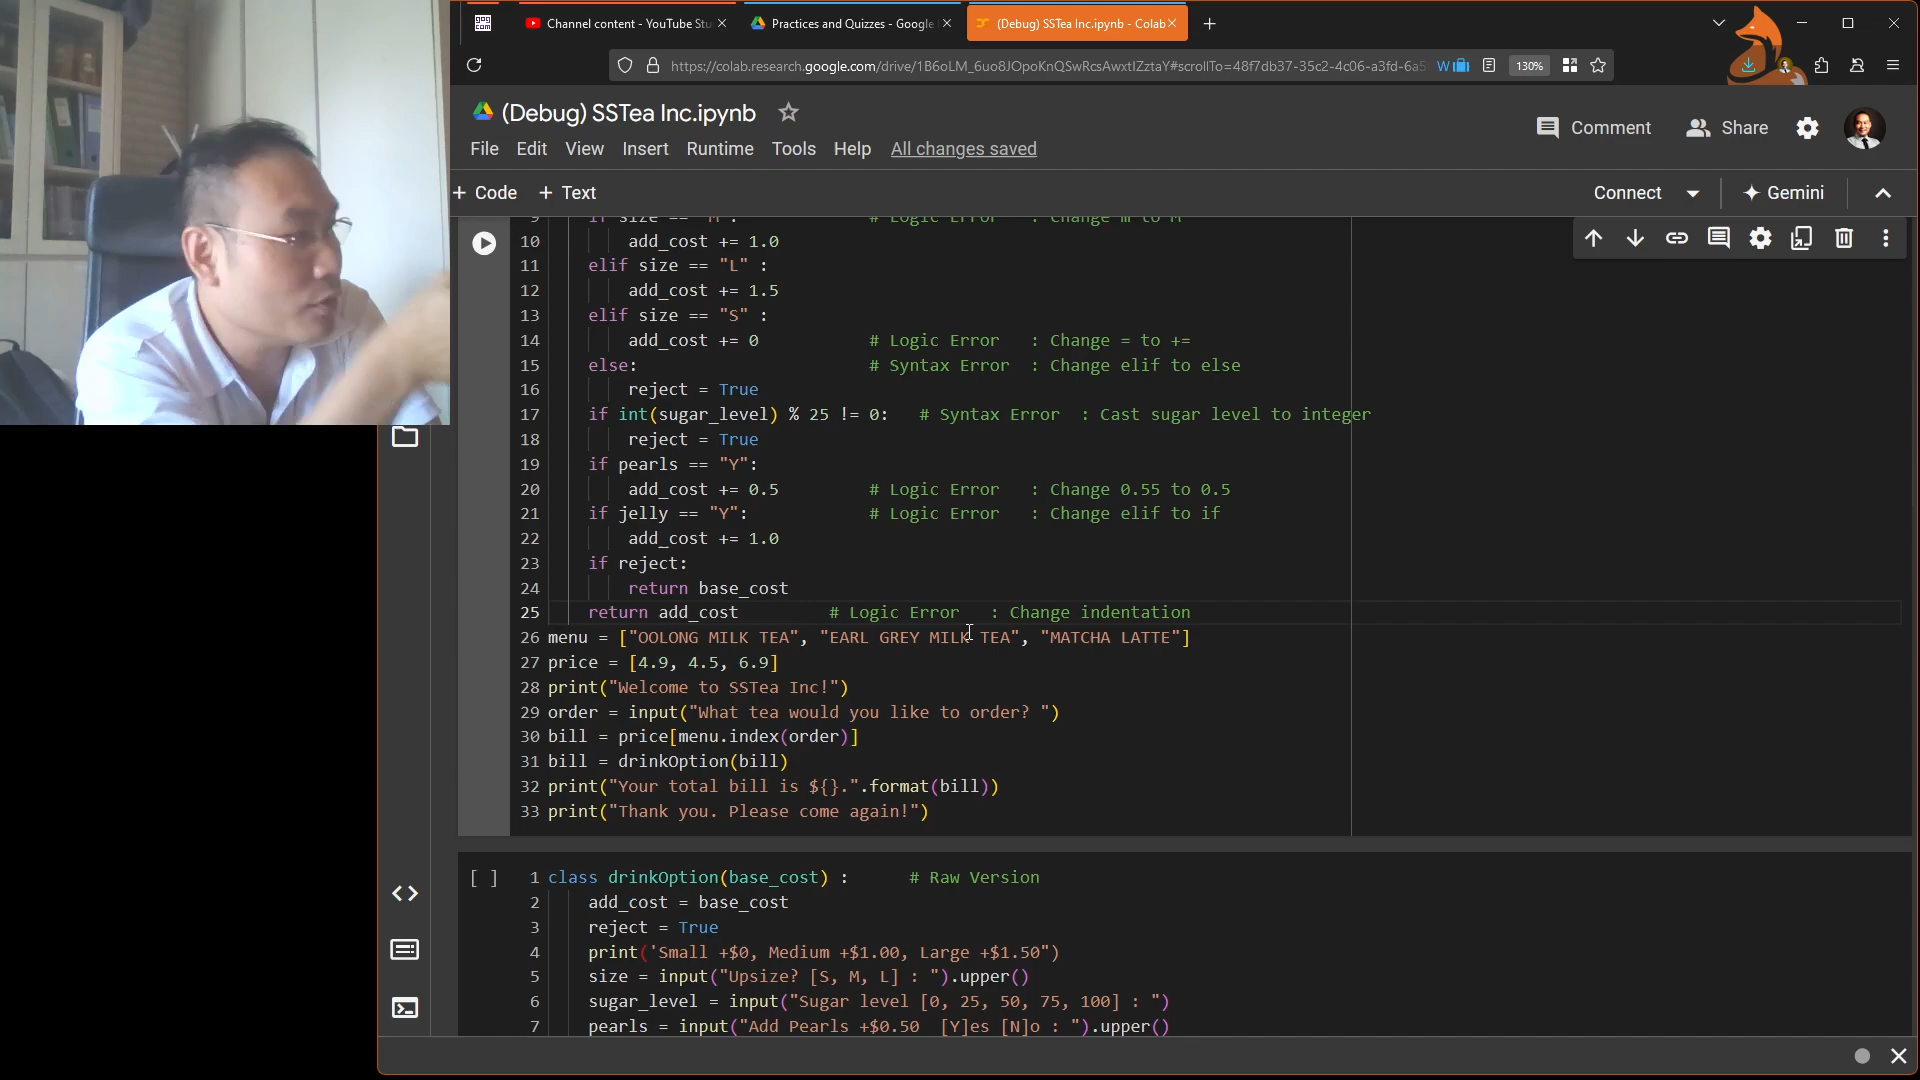 Channel content - YouTube Stu
Practices and Quizzes - Google
(Debug) SSTea Inc.ipynb - Colab
https://colab.research.google.com/drive/1B6oLM_6uo8JOpoKnQSwRcsAwxtIZztaY#scrollTo=48f7db37-35c2-4c06-a3fd-6a5
130%
(Debug) SSTea Inc.ipynb
Comment
Share
File Edit View Insert Runtime Tools Help All changes saved
+ Code + Text
Connect
Gemini
9 if size == "M": # Logic Error : Change m to M
10 add_cost += 1.0
11 elif size == "L" :
12 add_cost += 1.5
13 elif size == "S" :
14 add_cost += 0 # Logic Error : Change = to +=
15 else: # Syntax Error : Change elif to else
16 reject = True
17 if int(sugar_level) % 25 != 0: # Syntax Error : Cast sugar level to integer
18 reject = True
19 if pearls == "Y":
20 add_cost += 0.5 # Logic Error : Change 0.55 to 0.5
21 if jelly == "Y": # Logic Error : Change elif to if
22 add_cost += 1.0
23 if reject:
24 return base_cost
25 return add_cost # Logic Error : Change indentation
26 menu = ["OOLONG MILK TEA", "EARL GREY MILK TEA", "MATCHA LATTE"]
27 price = [4.9, 4.5, 6.9]
28 print("Welcome to SSTea Inc!")
29 order = input("What tea would you like to order? ")
30 bill = price[menu.index(order)]
31 bill = drinkOption(bill)
32 print("Your total bill is ${}.".format(bill))
33 print("Thank you. Please come again!")
[ ]
1 class drinkOption(base_cost) : # Raw Version
2 add_cost = base_cost
3 reject = True
4 print('Small +$0, Medium +$1.00, Large +$1.50")
5 size = input("Upsize? [S, M, L] : ").upper()
6 sugar_level = input("Sugar level [0, 25, 50, 75, 100] : ")
7 pearls = input("Add Pearls +$0.50 [Y]es [N]o : ").upper()